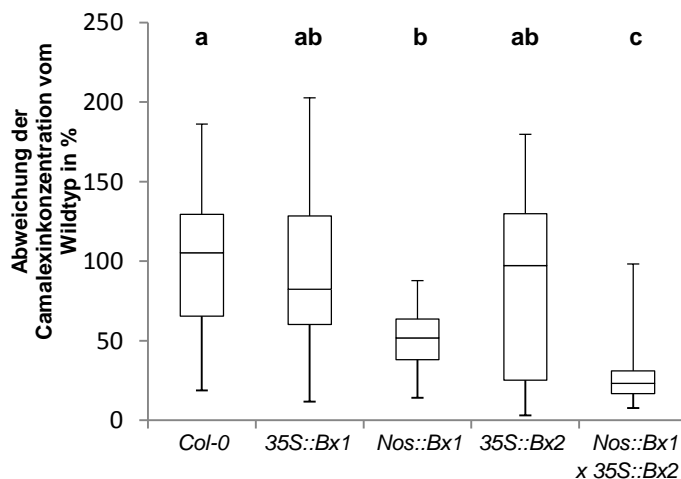 a ab b ab c
250
200
150
100
50
0
Abweichung der
Camalexinkonzentration vom
Wildtyp in %
Col-0 35S::Bx1 Nos::Bx1 35S::Bx2 Nos::Bx1
x 35S::Bx2